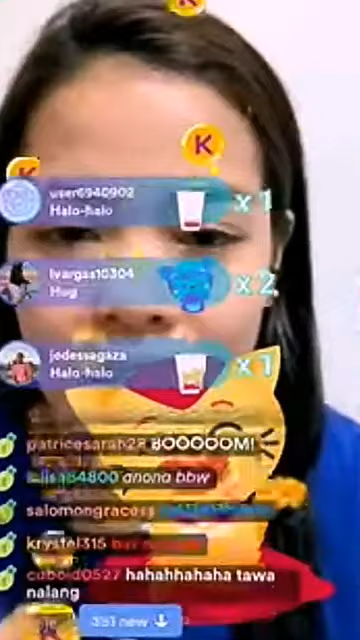 K
K
user6940902
Halo-halo
x 1
lvargas10304
Hug
x 2
jedessagaza
Halo-halo
x 1
BOOOOOM!
anona bbw
salomongracess
krystel315
cuboid0527 hahahhahaha tawa
nalang
K
351 new